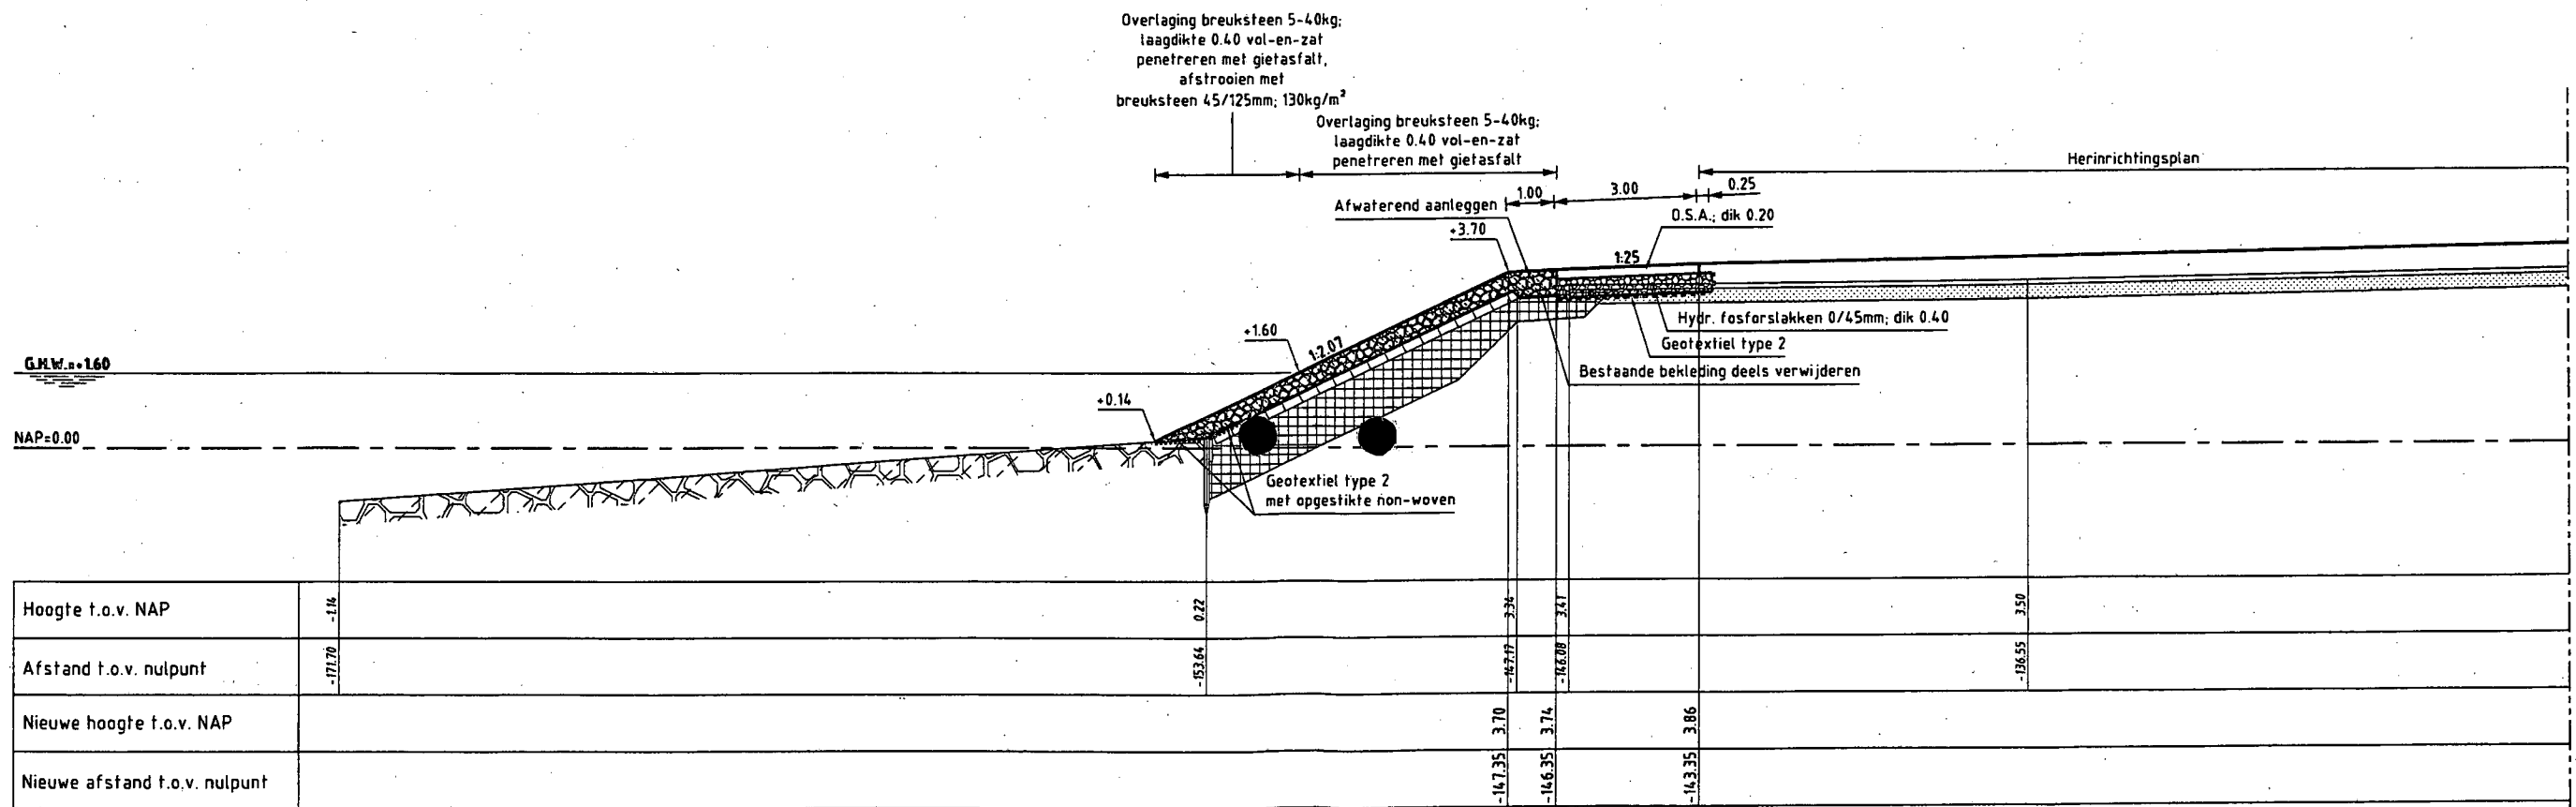 Overlaging breuksteen 5-40kg;
laagdikte 0.40 vol-en-zat
penetreren met gietasfalt,
afstrooien met
breuksteen 45/125mm; 130kg/m²
Overlaging breuksteen 5-40kg;
laagdikte 0.40 vol-en-zat
penetreren met gietasfalt
Herinrichtingsplan
1.00
3.00
0.25
Afwaterend aanleggen
O.S.A.; dik 0.20
+3.70
1:25
Hydr. fosforslakken 0/45mm; dik 0.40
+1.60
1:2.07
Geotextiel type 2
G.H.W.=+1.60
Bestaande bekleding deels verwijderen
+0.14
NAP=0.00
Geotextiel type 2
met opgestikte non-woven
Hoogte t.o.v. NAP -1.14 0.22 3.34 3.41 3.50
Afstand t.o.v. nulpunt -171.70 -153.64 -147.17 -146.08 -136.55
Nieuwe hoogte t.o.v. NAP 3.70 3.74 3.86
Nieuwe afstand t.o.v. nulpunt -147.35 -146.35 -143.35